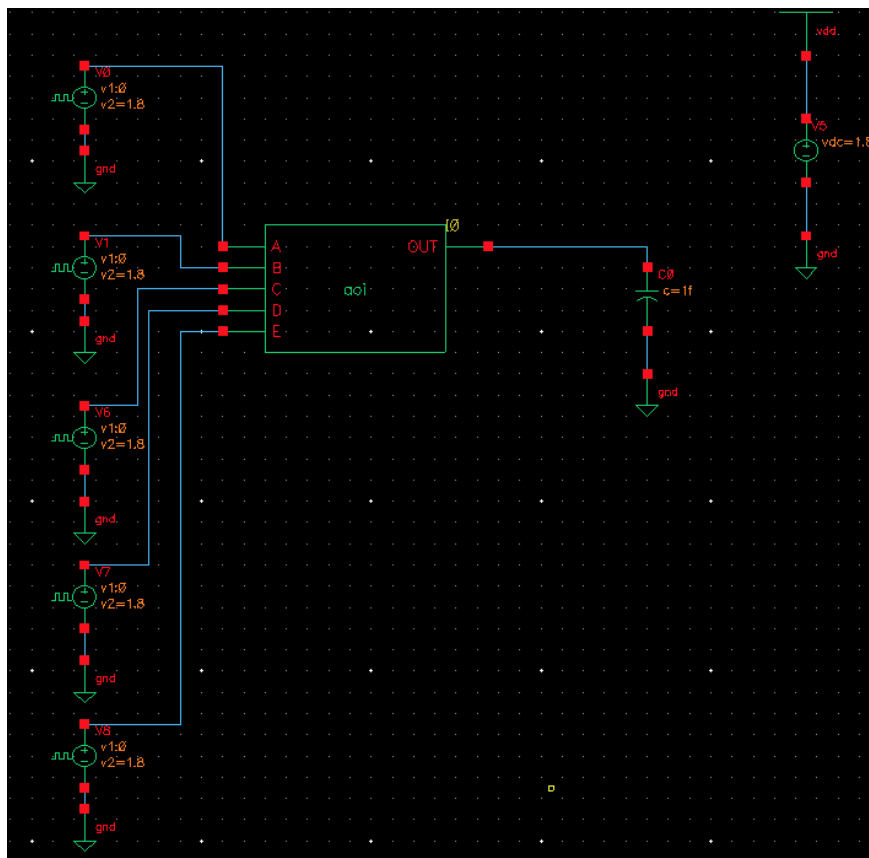 vdd
V0
v1:0
v2=1.8
V5
vdc=1.8
gnd
I0
A
OUT
V1
B
v1:0
v2=1.8
gnd
C0
C
aoi
c=1f
D
E
gnd
gnd
V6
v1:0
v2=1.8
gnd
V7
v1:0
v2=1.8
gnd
V8
v1:0
v2=1.8
gnd